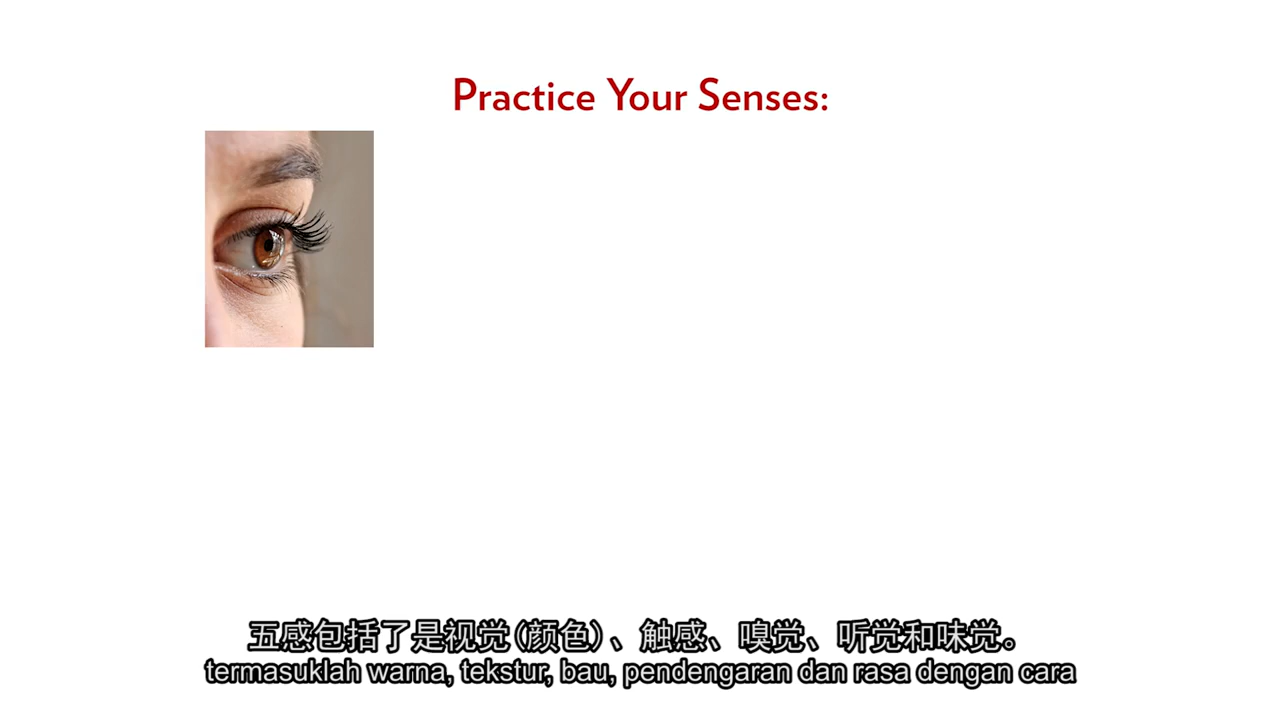 Practice Your Senses:
五感包括了是视觉(颜色)、触感、嗅觉、听觉和味觉。
termasuklah warna, tekstur, bau, pendengaran dan rasa dengan cara